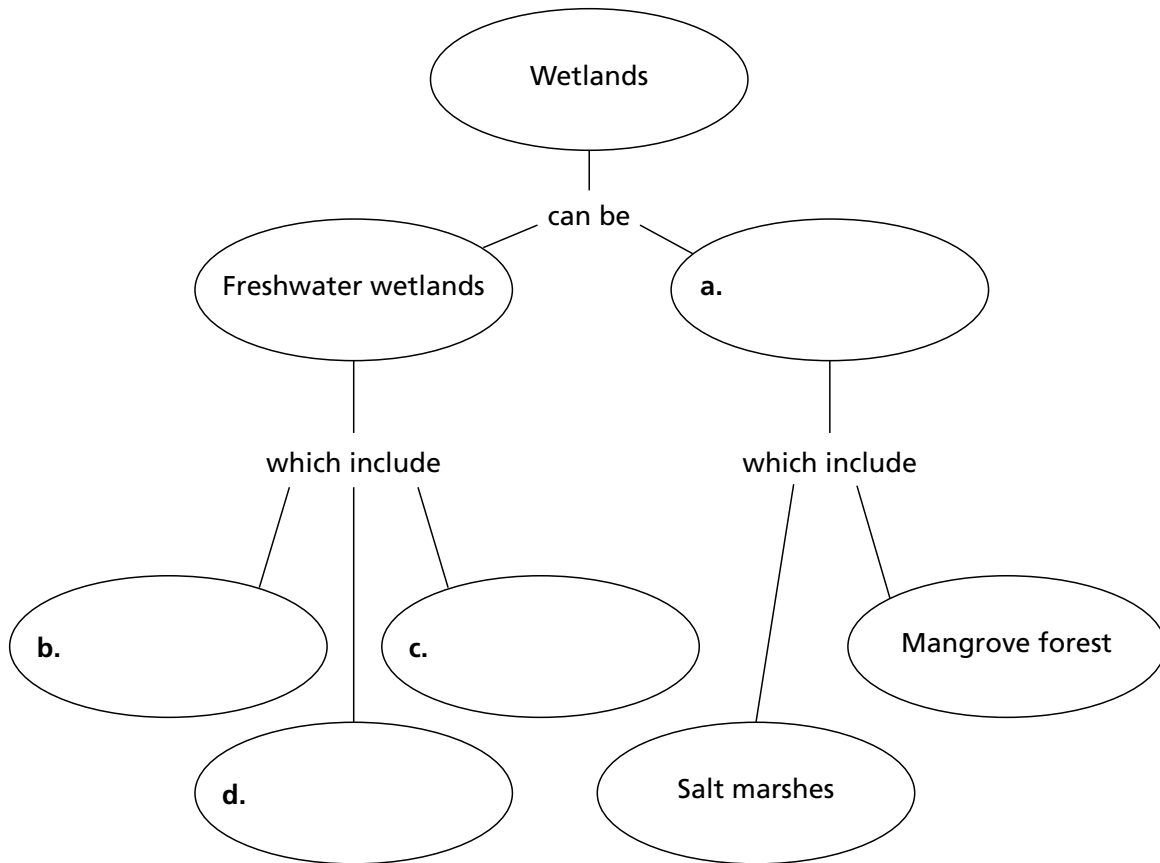 Wetlands
can be
Freshwater wetlands
a.
which include
which include
b.
c.
Mangrove forest
d.
Salt marshes